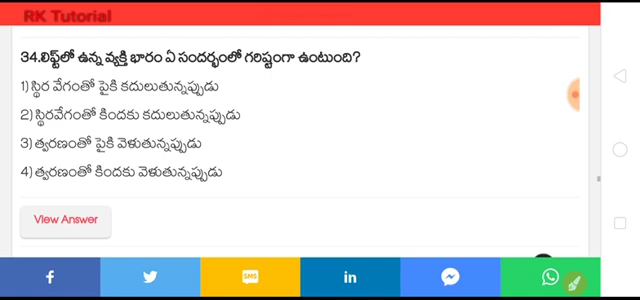 RK Tutorial
34.లిఫ్ట్‌లో ఉన్న వ్యక్తి భారం ఏ సందర్భంలో గరిష్టంగా ఉంటుంది?
1) స్థిర వేగంతో పైకి కదులుతున్నప్పుడు
2) స్థిరవేగంతో కిందకు కదులుతున్నప్పుడు
3) త్వరణంతో పైకి వెళుతున్నప్పుడు
4) త్వరణంతో కిందకు వెళుతున్నప్పుడు
View Answer
SMS